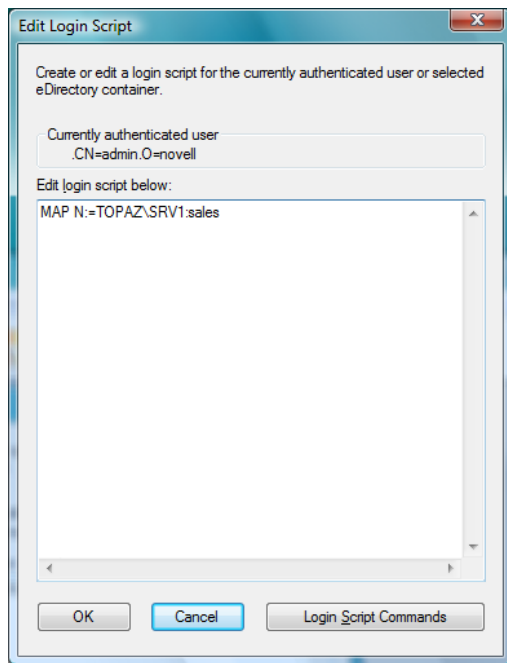 Edit Login Script
Create or edit a login script for the currently authenticated user or selected
eDirectory container.
Currently authenticated user
.CN=admin.O=novell
Edit login script below:
MAP N:=TOPAZ\SRV1:sales
OK
Cancel
Login Script Commands